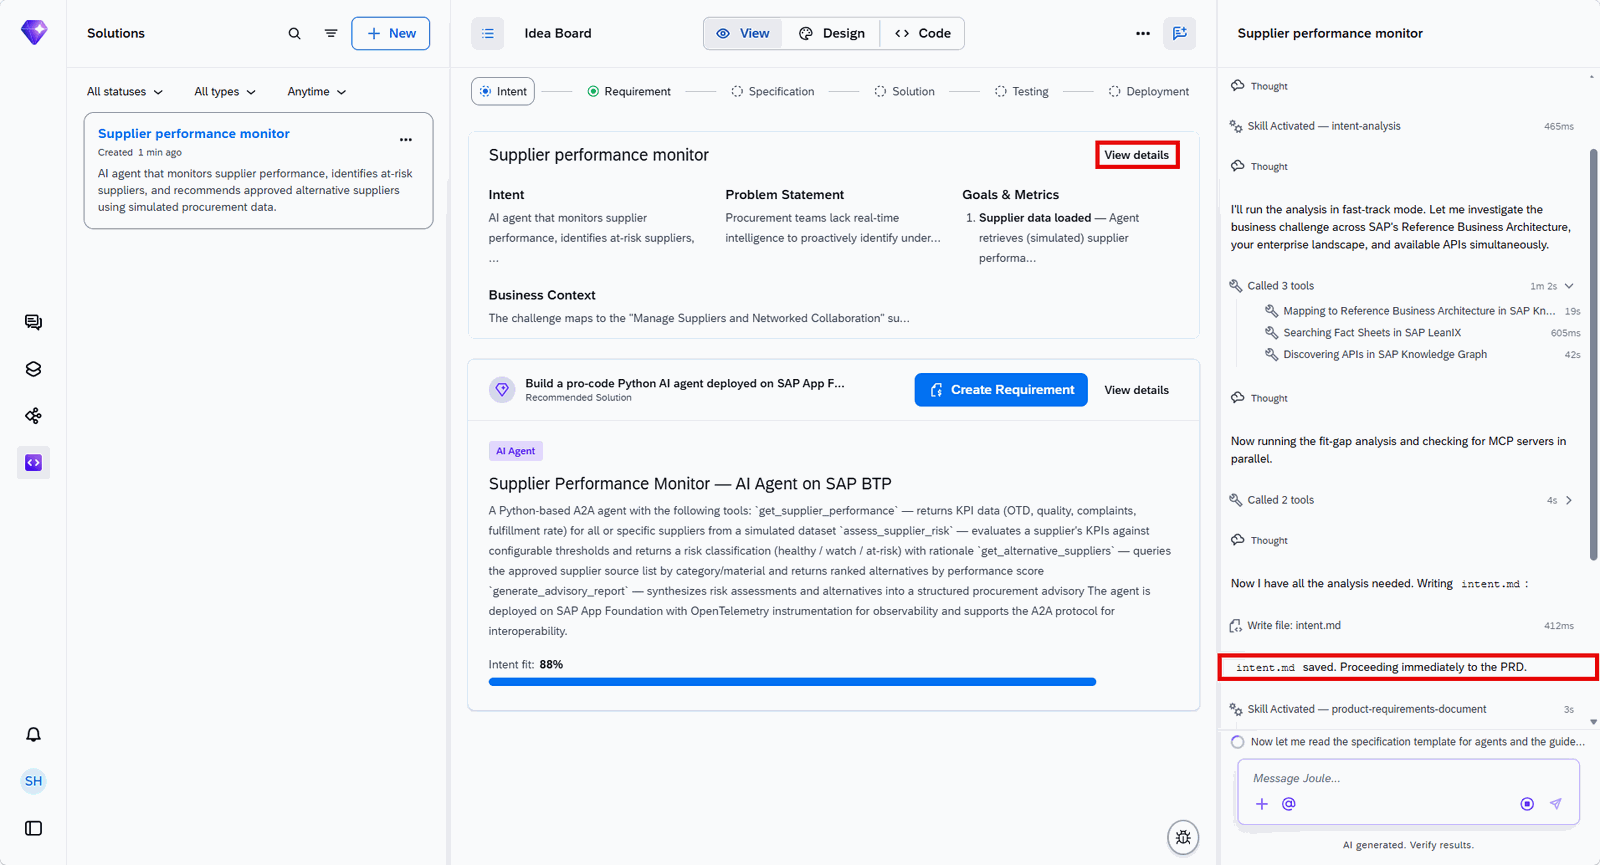 Solutions
New
All statuses
All types
Anytime
Supplier performance monitor
Created 1 min ago
AI agent that monitors supplier performance, identifies at-risk
suppliers, and recommends approved alternative suppliers
using simulated procurement data.
SH
Idea Board
View
Design
Code
Intent
Requirement
Specification
Solution
Testing
Deployment
Supplier performance monitor
View details
Intent
AI agent that monitors supplier
performance, identifies at-risk suppliers,
...
Problem Statement
Procurement teams lack real-time
intelligence to proactively identify under...
Goals & Metrics
1. Supplier data loaded — Agent
retrieves (simulated) supplier
performa...
Business Context
The challenge maps to the "Manage Suppliers and Networked Collaboration" su...
Build a pro-code Python AI agent deployed on SAP App F...
Recommended Solution
Create Requirement
View details
AI Agent
Supplier Performance Monitor — AI Agent on SAP BTP
A Python-based A2A agent with the following tools: `get_supplier_performance` — returns KPI data (OTD, quality, complaints,
fulfillment rate) for all or specific suppliers from a simulated dataset `assess_supplier_risk` — evaluates a supplier's KPIs against
configurable thresholds and returns a risk classification (healthy / watch / at-risk) with rationale `get_alternative_suppliers` — queries
the approved supplier source list by category/material and returns ranked alternatives by performance score
`generate_advisory_report` — synthesizes risk assessments and alternatives into a structured procurement advisory The agent is
deployed on SAP App Foundation with OpenTelemetry instrumentation for observability and supports the A2A protocol for
interoperability.
Intent fit: 88%
Supplier performance monitor
Thought
Skill Activated — intent-analysis 465ms
Thought
I'll run the analysis in fast-track mode. Let me investigate the
business challenge across SAP's Reference Business Architecture,
your enterprise landscape, and available APIs simultaneously.
Called 3 tools 1m 2s
Mapping to Reference Business Architecture in SAP Kn... 19s
Searching Fact Sheets in SAP LeanIX 605ms
Discovering APIs in SAP Knowledge Graph 42s
Thought
Now running the fit-gap analysis and checking for MCP servers in
parallel.
Called 2 tools 4s
Thought
Now I have all the analysis needed. Writing intent.md :
Write file: intent.md 412ms
intent.md saved. Proceeding immediately to the PRD.
Skill Activated — product-requirements-document 3s
Now let me read the specification template for agents and the guide...
Message Joule...
AI generated. Verify results.